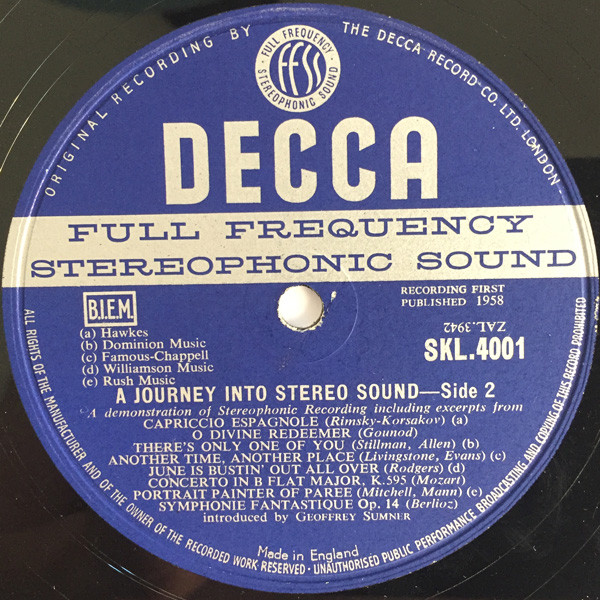 ORIGINAL RECORDING BY
THE DECCA RECORD CO. LTD. LONDON
FULL FREQUENCY
STEREOPHONIC SOUND
FFSS
DECCA
FULL FREQUENCY
STEREOPHONIC SOUND
B.I.E.M.
RECORDING FIRST
PUBLISHED 1958
(a) Hawkes
(b) Dominion Music
(c) Famous-Chappell
(d) Williamson Music
(e) Rush Music
ZAL.3942
SKL.4001
A JOURNEY INTO STEREO SOUND—Side 2
A demonstration of Stereophonic Recording including excerpts from
CAPRICCIO ESPAGNOLE (Rimsky-Korsakov) (a)
O DIVINE REDEEMER (Gounod)
THERE'S ONLY ONE OF YOU (Stillman, Allen) (b)
ANOTHER TIME, ANOTHER PLACE (Livingstone, Evans) (c)
JUNE IS BUSTIN' OUT ALL OVER (Rodgers) (d)
CONCERTO IN B FLAT MAJOR, K.595 (Mozart)
PORTRAIT PAINTER OF PAREE (Mitchell, Mann) (e)
SYMPHONIE FANTASTIQUE Op. 14 (Berlioz)
introduced by GEOFFREY SUMNER
Made in England
ALL RIGHTS OF THE MANUFACTURER AND OF THE OWNER OF THE RECORDED WORK RESERVED · UNAUTHORISED PUBLIC PERFORMANCE, BROADCASTING AND COPYING OF THIS RECORD PROHIBITED